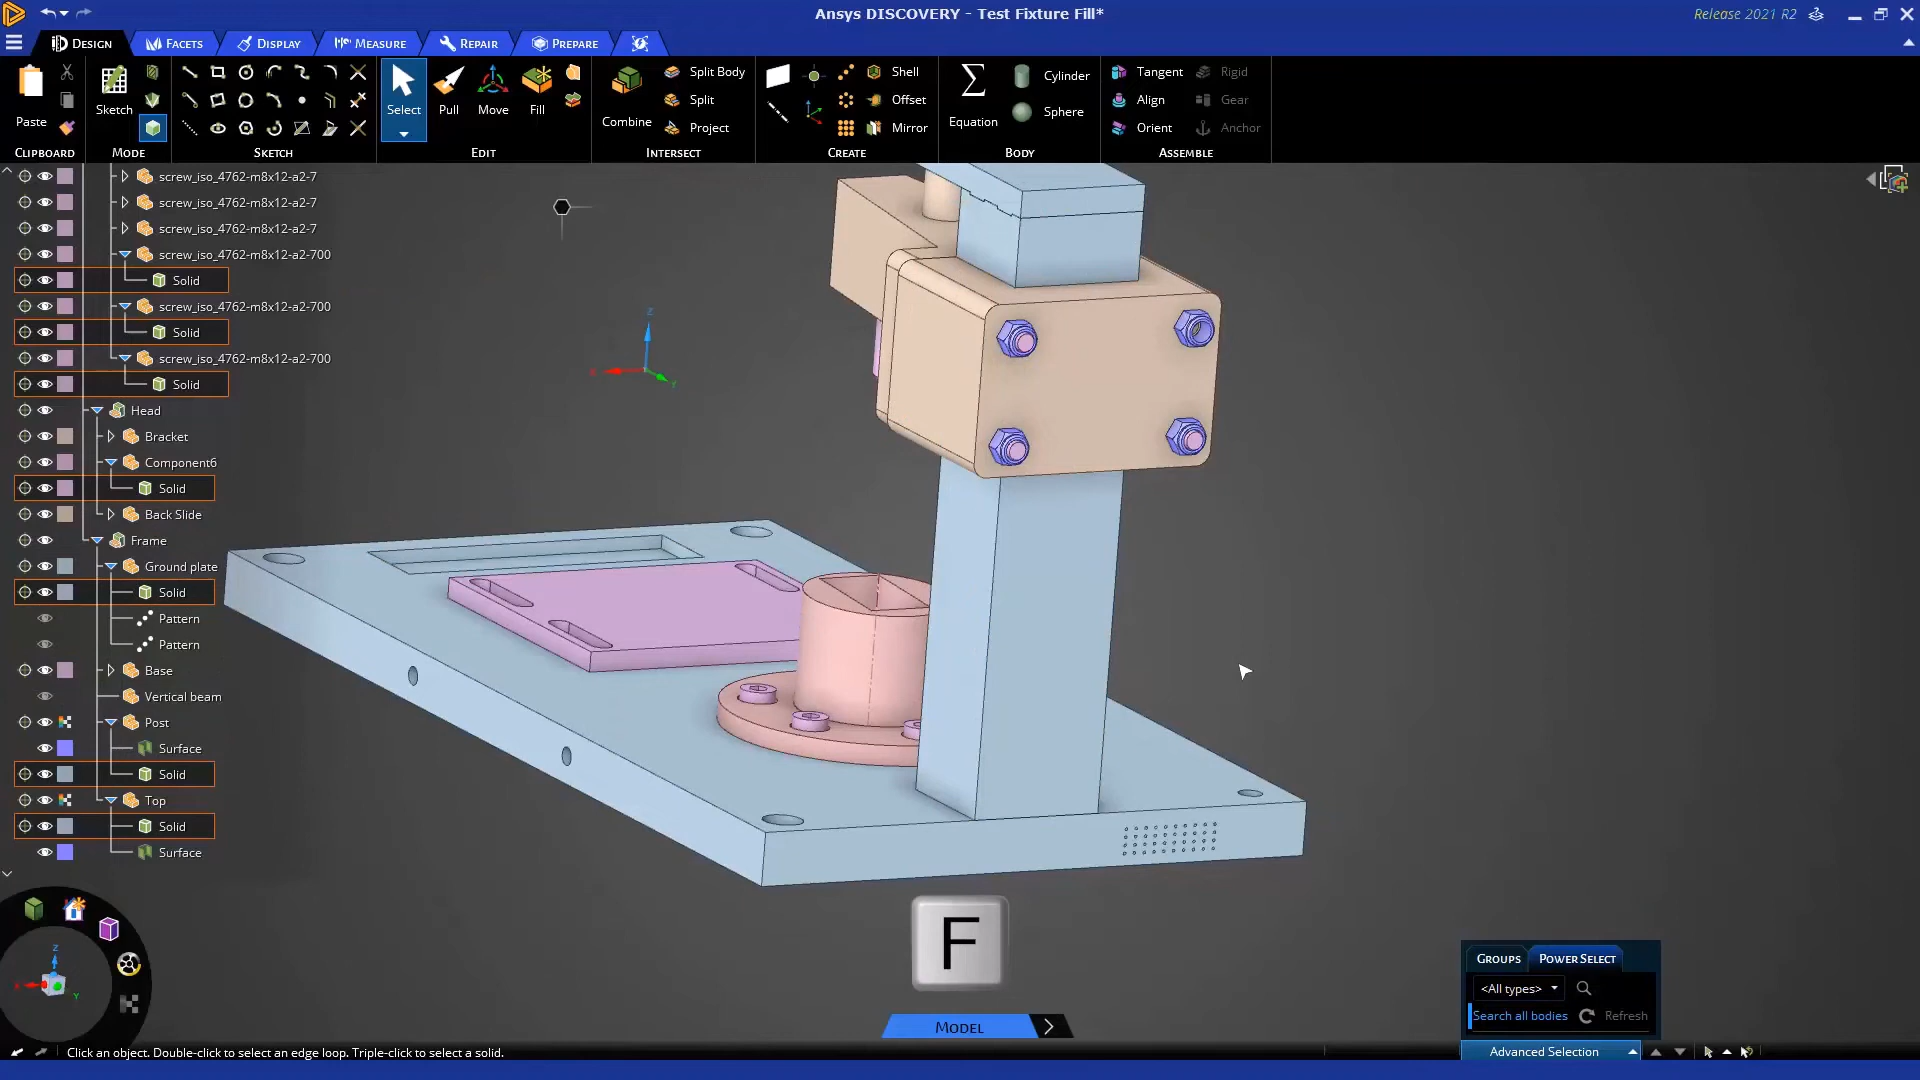 Ansys DISCOVERY - Test Fixture Fill*
Release 2021 R2
DESIGN
FACETS
DISPLAY
MEASURE
REPAIR
PREPARE
Paste
Sketch
Select
Pull
Move
Fill
Combine
Split Body
Split
Project
Shell
Offset
Mirror
Equation
Cylinder
Sphere
Tangent
Align
Orient
Rigid
Gear
Anchor
CLIPBOARD
MODE
SKETCH
EDIT
INTERSECT
CREATE
BODY
ASSEMBLE
screw_iso_4762-m8x12-a2-7
screw_iso_4762-m8x12-a2-7
screw_iso_4762-m8x12-a2-7
screw_iso_4762-m8x12-a2-700
Solid
screw_iso_4762-m8x12-a2-700
Solid
screw_iso_4762-m8x12-a2-700
Solid
Head
Bracket
Component6
Solid
Back Slide
Frame
Ground plate
Solid
Pattern
Pattern
Base
Vertical beam
Post
Surface
Solid
Top
Solid
Surface
Z
X
Y
Z
X
Y
F
MODEL
GROUPS
POWER SELECT
<All types>
Search all bodies
Refresh
Advanced Selection
Click an object. Double-click to select an edge loop. Triple-click to select a solid.